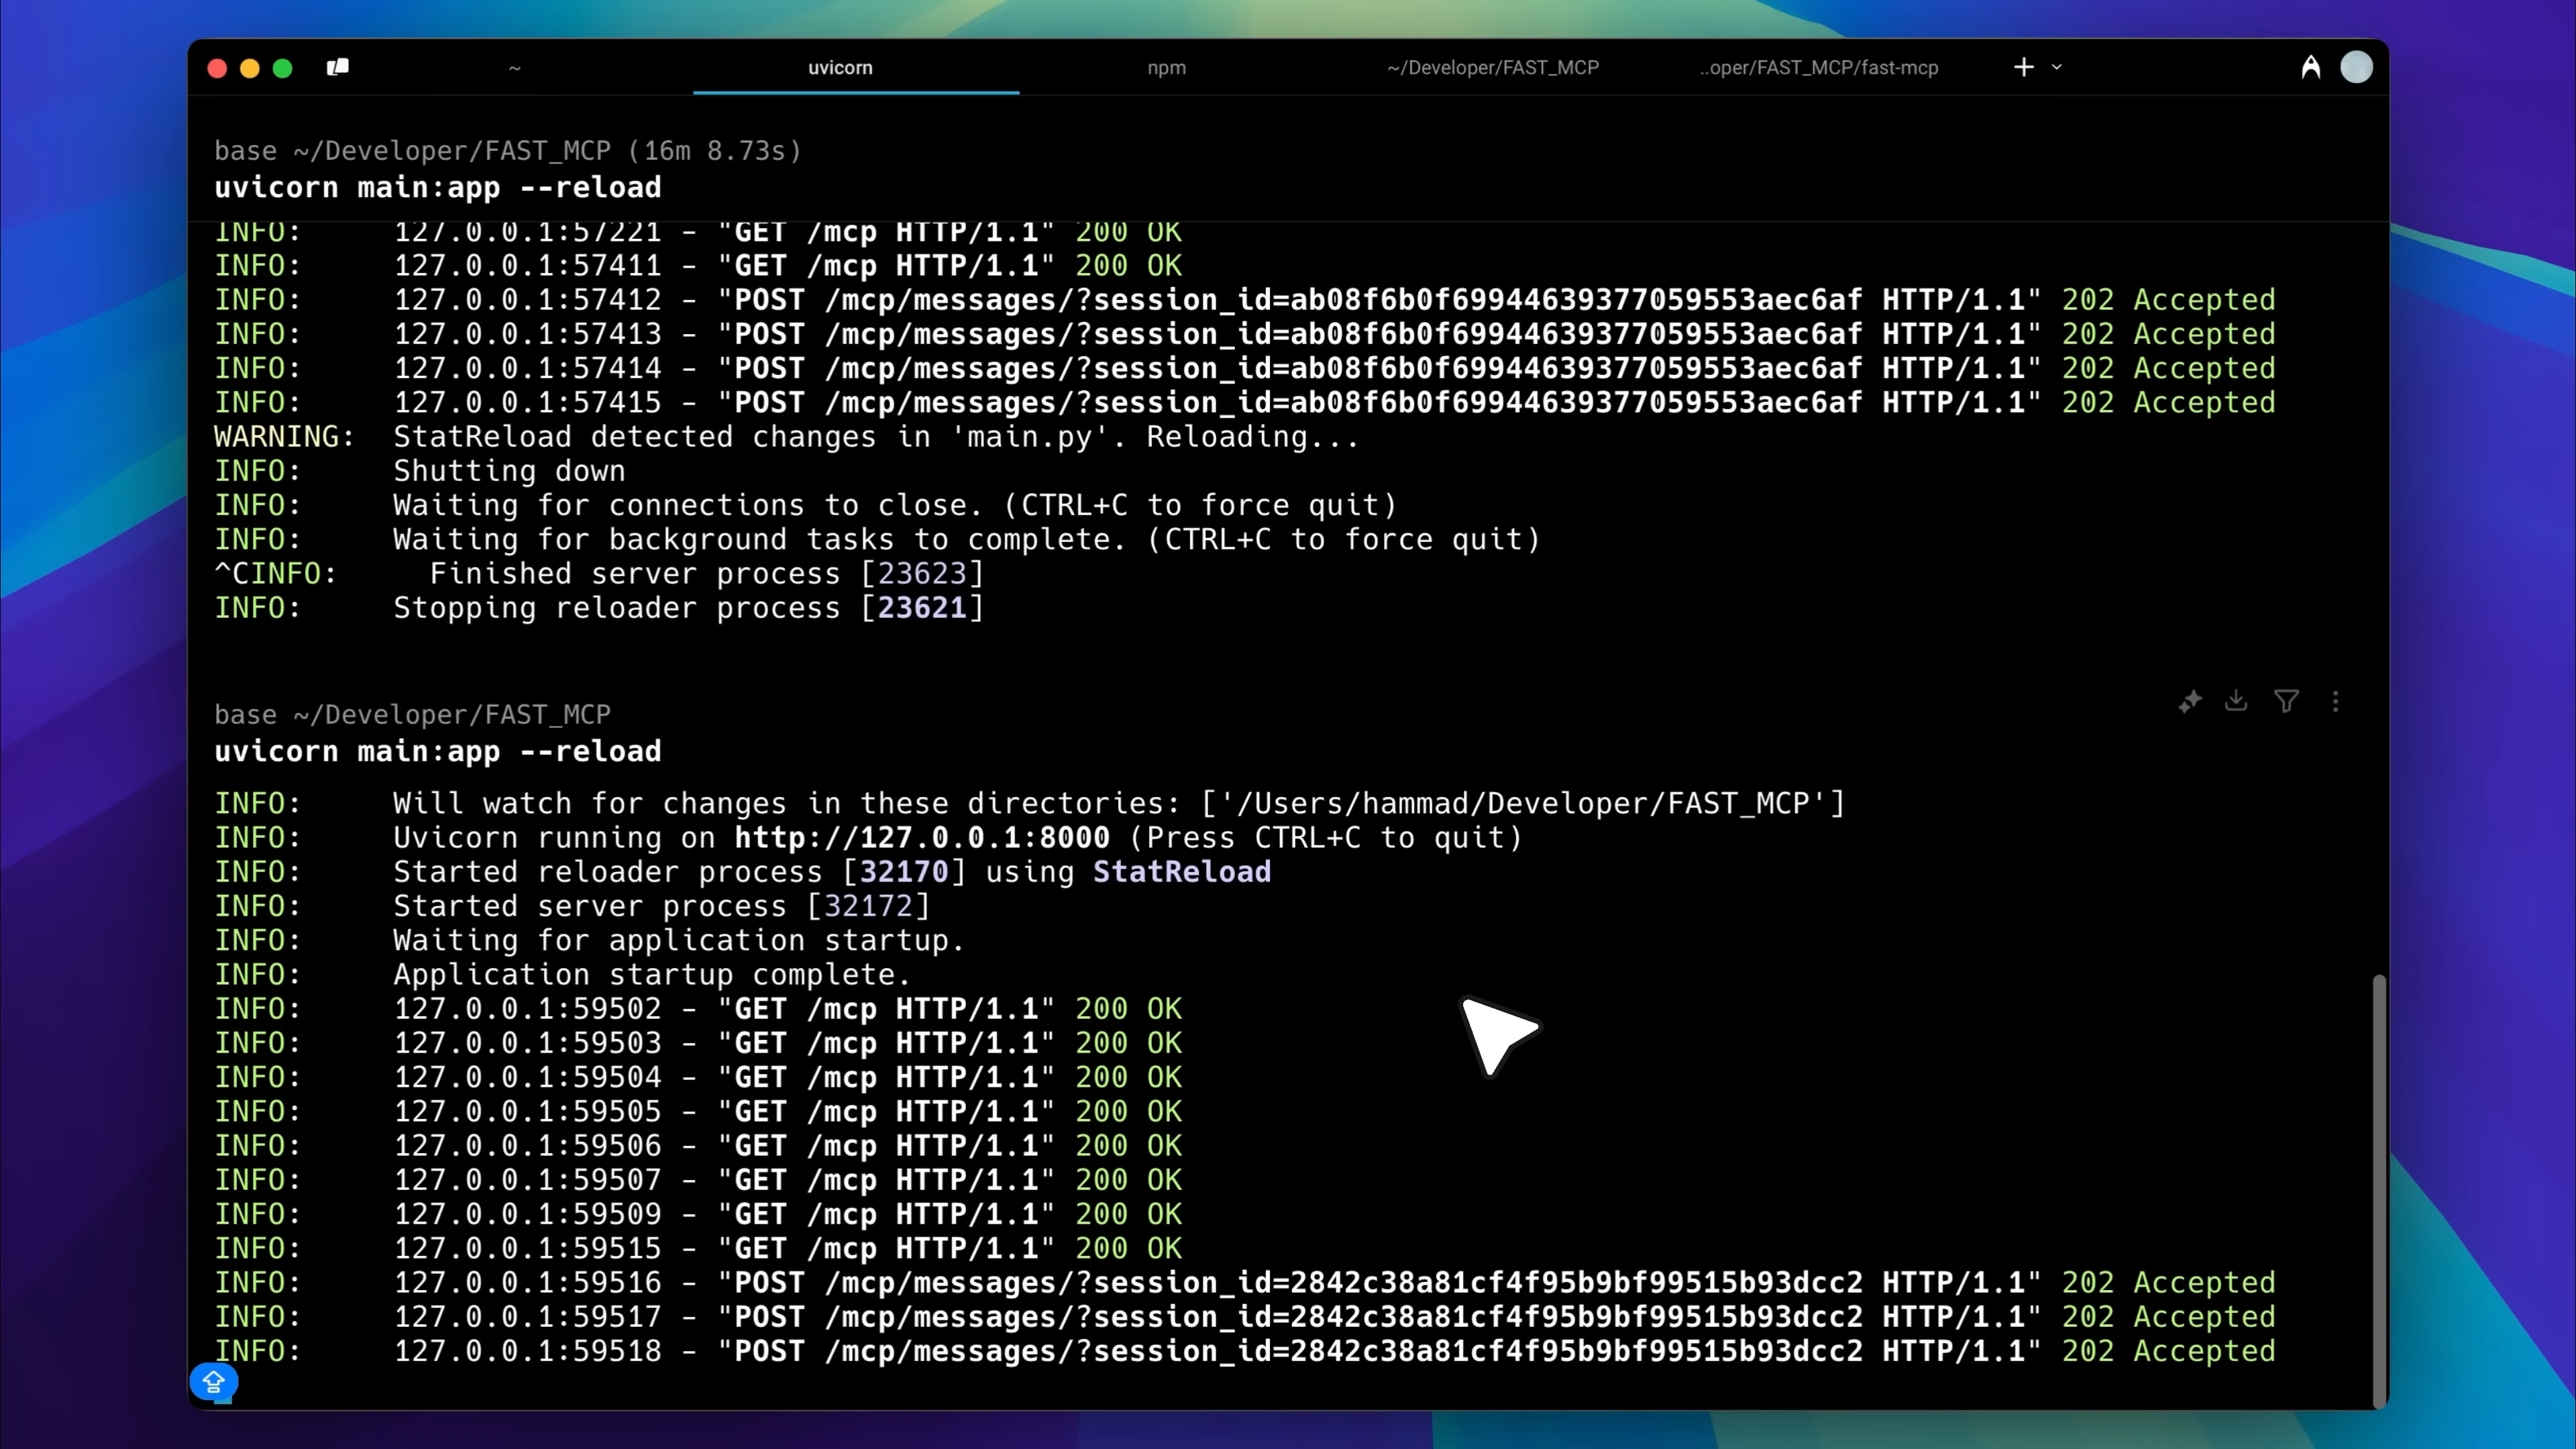 ~
uvicorn
npm
~/Developer/FAST_MCP
..oper/FAST_MCP/fast-mcp
base ~/Developer/FAST_MCP (16m 8.73s)
uvicorn main:app --reload
INFO:     127.0.0.1:57221 - "GET /mcp HTTP/1.1" 200 OK
INFO:     127.0.0.1:57411 - "GET /mcp HTTP/1.1" 200 OK
INFO:     127.0.0.1:57412 - "POST /mcp/messages/?session_id=ab08f6b0f69944639377059553aec6af HTTP/1.1" 202 Accepted
INFO:     127.0.0.1:57413 - "POST /mcp/messages/?session_id=ab08f6b0f69944639377059553aec6af HTTP/1.1" 202 Accepted
INFO:     127.0.0.1:57414 - "POST /mcp/messages/?session_id=ab08f6b0f69944639377059553aec6af HTTP/1.1" 202 Accepted
INFO:     127.0.0.1:57415 - "POST /mcp/messages/?session_id=ab08f6b0f69944639377059553aec6af HTTP/1.1" 202 Accepted
WARNING:  StatReload detected changes in 'main.py'. Reloading...
INFO:     Shutting down
INFO:     Waiting for connections to close. (CTRL+C to force quit)
INFO:     Waiting for background tasks to complete. (CTRL+C to force quit)
^CINFO:     Finished server process [23623]
INFO:     Stopping reloader process [23621]
base ~/Developer/FAST_MCP
uvicorn main:app --reload
INFO:     Will watch for changes in these directories: ['/Users/hammad/Developer/FAST_MCP']
INFO:     Uvicorn running on http://127.0.0.1:8000 (Press CTRL+C to quit)
INFO:     Started reloader process [32170] using StatReload
INFO:     Started server process [32172]
INFO:     Waiting for application startup.
INFO:     Application startup complete.
INFO:     127.0.0.1:59502 - "GET /mcp HTTP/1.1" 200 OK
INFO:     127.0.0.1:59503 - "GET /mcp HTTP/1.1" 200 OK
INFO:     127.0.0.1:59504 - "GET /mcp HTTP/1.1" 200 OK
INFO:     127.0.0.1:59505 - "GET /mcp HTTP/1.1" 200 OK
INFO:     127.0.0.1:59506 - "GET /mcp HTTP/1.1" 200 OK
INFO:     127.0.0.1:59507 - "GET /mcp HTTP/1.1" 200 OK
INFO:     127.0.0.1:59509 - "GET /mcp HTTP/1.1" 200 OK
INFO:     127.0.0.1:59515 - "GET /mcp HTTP/1.1" 200 OK
INFO:     127.0.0.1:59516 - "POST /mcp/messages/?session_id=2842c38a81cf4f95b9bf99515b93dcc2 HTTP/1.1" 202 Accepted
INFO:     127.0.0.1:59517 - "POST /mcp/messages/?session_id=2842c38a81cf4f95b9bf99515b93dcc2 HTTP/1.1" 202 Accepted
INFO:     127.0.0.1:59518 - "POST /mcp/messages/?session_id=2842c38a81cf4f95b9bf99515b93dcc2 HTTP/1.1" 202 Accepted